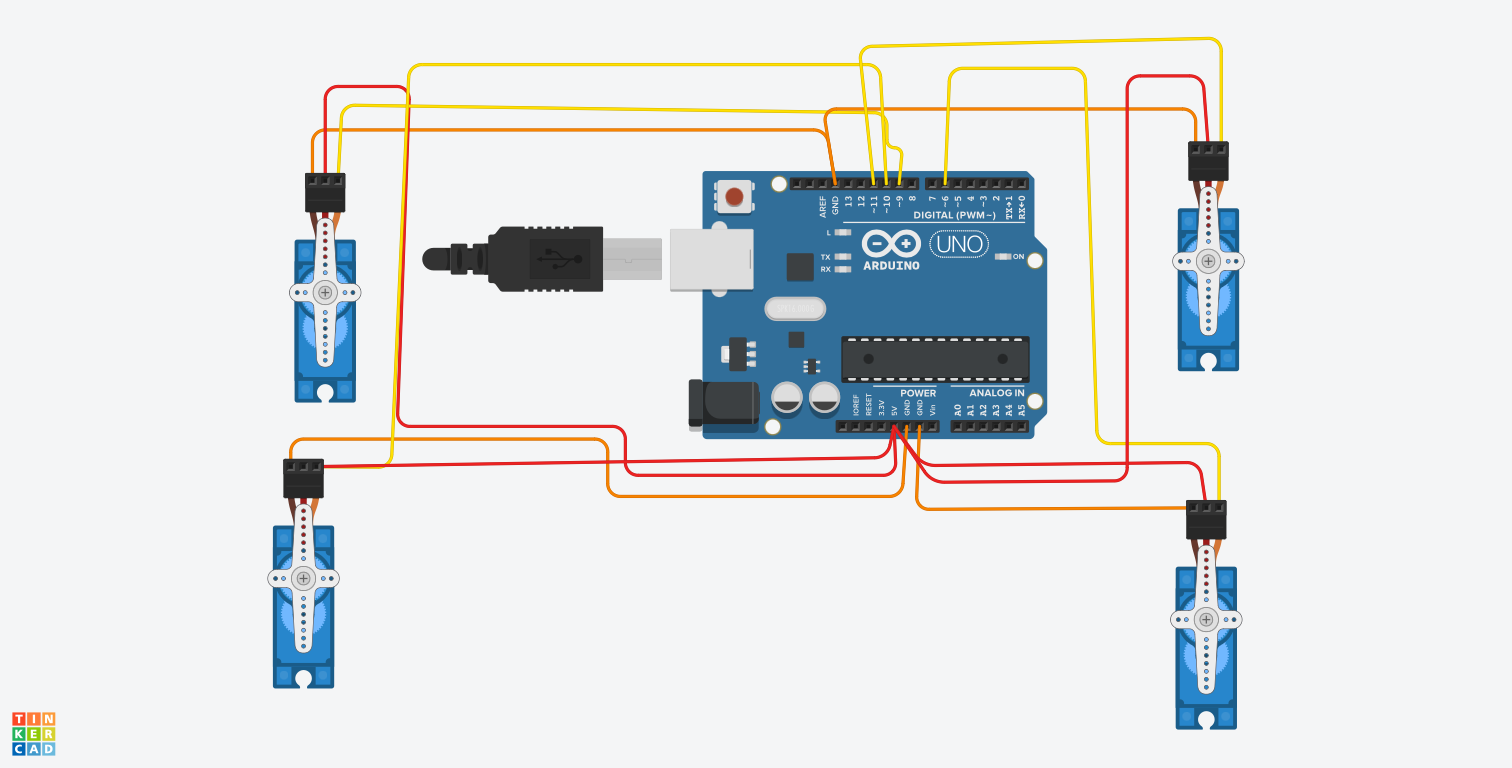 AREF
GND
13
12
~11
~10
~9
8
7
~6
~5
4
~3
2
TX→1
RX←0
DIGITAL (PWM~)
L
TX
RX
ARDUINO
UNO
ON
POWER
ANALOG IN
IOREF
RESET
3.3V
5V
GND
GND
Vin
A0
A1
A2
A3
A4
A5
TIN
KER
CAD